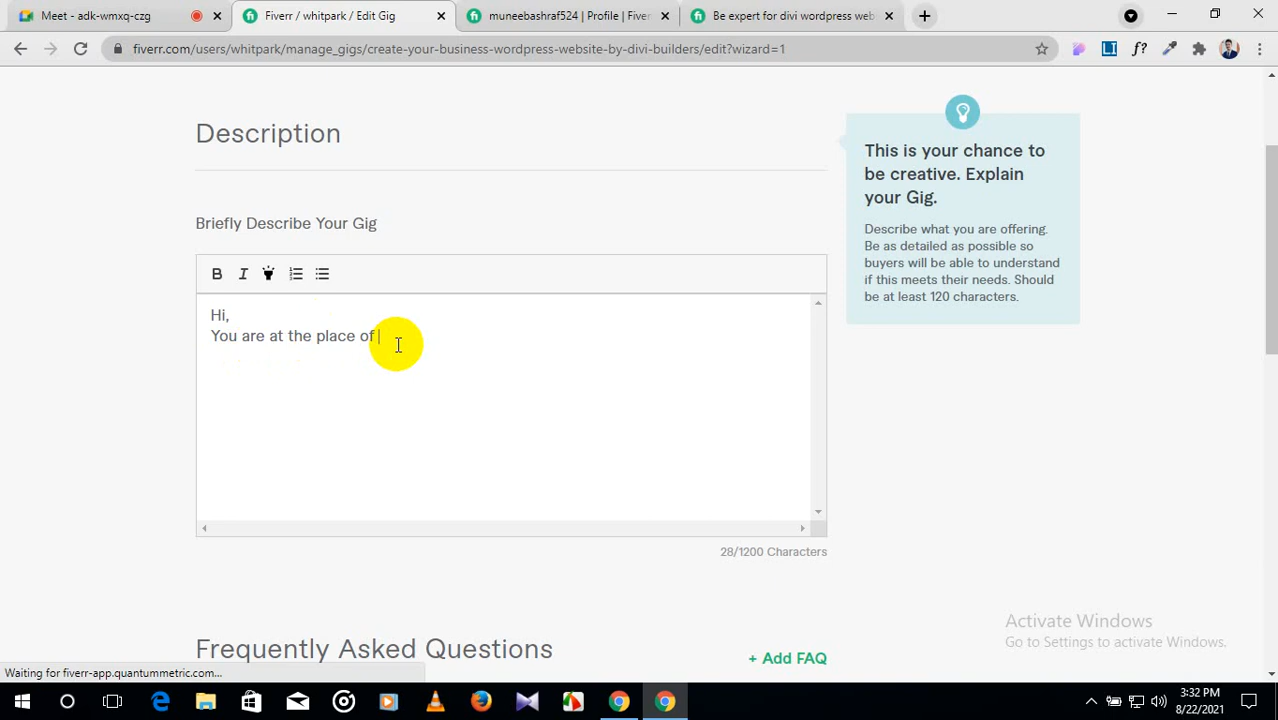 Meet - adk-wmxq-czg
Fiverr / whitpark / Edit Gig
muneebashraf524 | Profile | Fiverr
Be expert for divi wordpress web
fiverr.com/users/whitpark/manage_gigs/create-your-business-wordpress-website-by-divi-builders/edit?wizard=1
LI
f?
Description
Briefly Describe Your Gig
B I
Hi,
You are at the place of
28/1200 Characters
This is your chance to
be creative. Explain
your Gig.
Describe what you are offering.
Be as detailed as possible so
buyers will be able to understand
if this meets their needs. Should
be at least 120 characters.
Frequently Asked Questions
+ Add FAQ
Activate Windows
Go to Settings to activate Windows.
Waiting for fiverr-app.quantummetric.com...
3:32 PM
8/22/2021